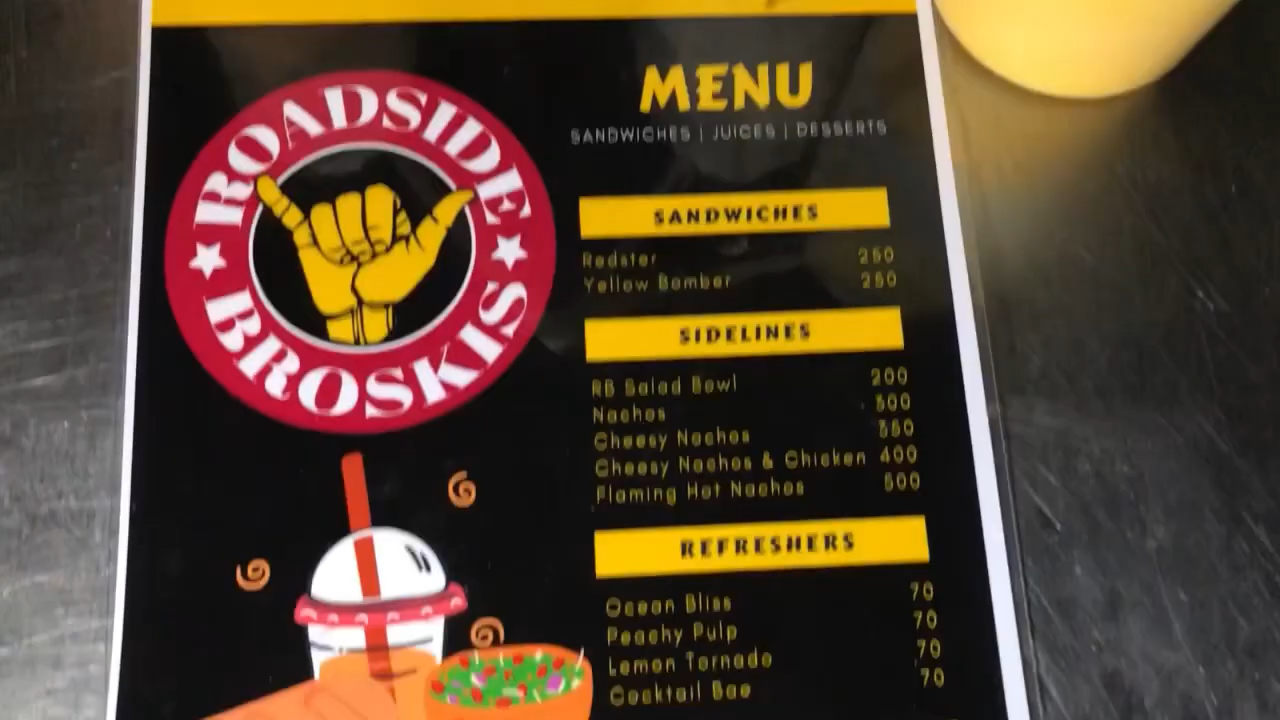 ROADSIDE
BROSKIS
MENU
SANDWICHES | JUICES | DESSERTS
SANDWICHES
Redster 250
Yellow Bomber 250
SIDELINES
RB Salad Bowl 200
Nachos 300
Cheesy Nachos 350
Cheesy Nachos & Chicken 400
Flaming Hot Nachos 500
REFRESHERS
Ocean Bliss 70
Peachy Pulp 70
Lemon Tornado 70
Cocktail Bae 70